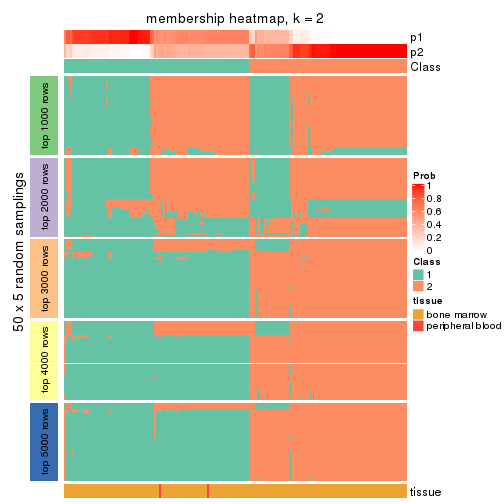 membership heatmap, k = 2
p1
p2
Class
50 x 5 random samplings
top 1000 rows
top 2000 rows
top 3000 rows
top 4000 rows
top 5000 rows
Prob
1
0.8
0.6
0.4
0.2
0
Class
1
2
tissue
bone marrow
peripheral blood
tissue